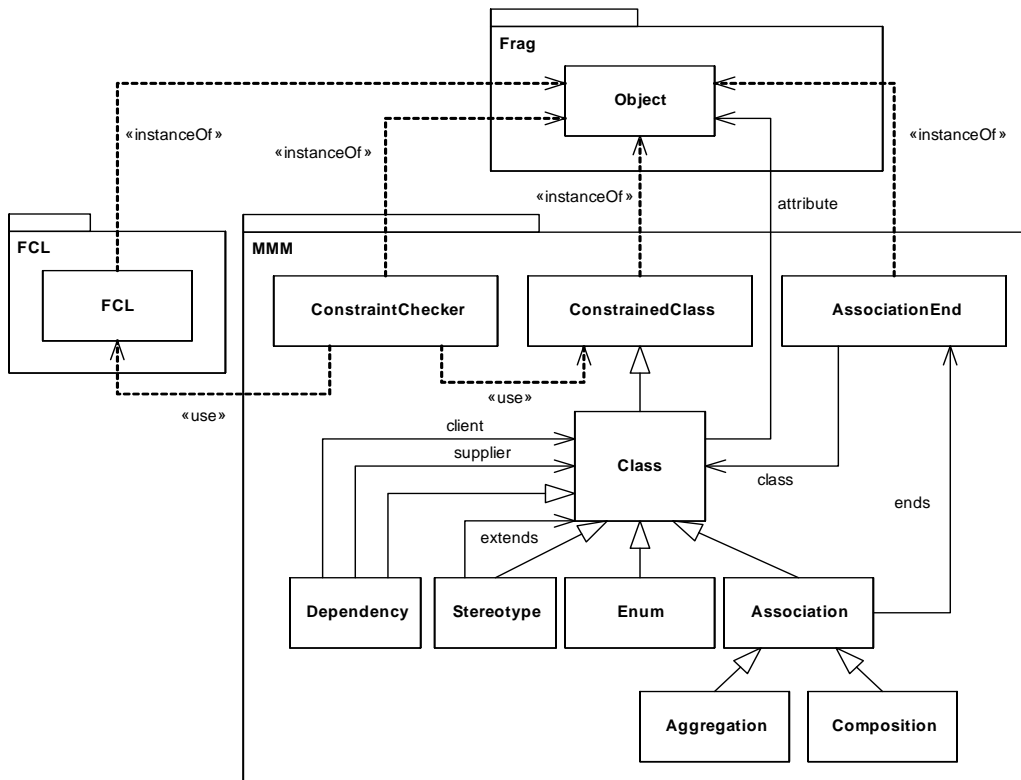 Frag
Object
«instanceOf»
«instanceOf»
«instanceOf»
«instanceOf»
attribute
FCL
MMM
FCL
ConstraintChecker
ConstrainedClass
AssociationEnd
«use»
«use»
client
supplier
Class
class
ends
extends
Dependency
Stereotype
Enum
Association
Aggregation
Composition